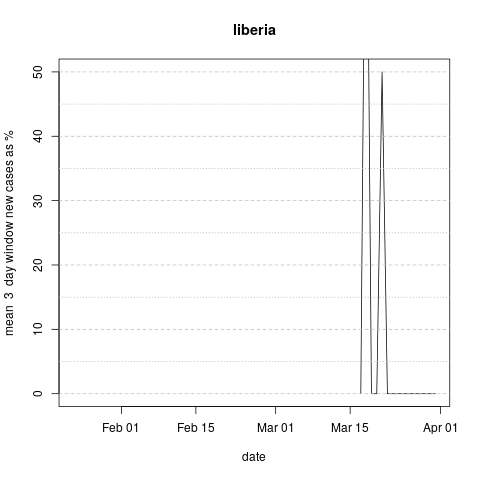 liberia
mean  3  day window new cases as %
50
40
30
20
10
0
Feb 01
Feb 15
Mar 01
Mar 15
Apr 01
date